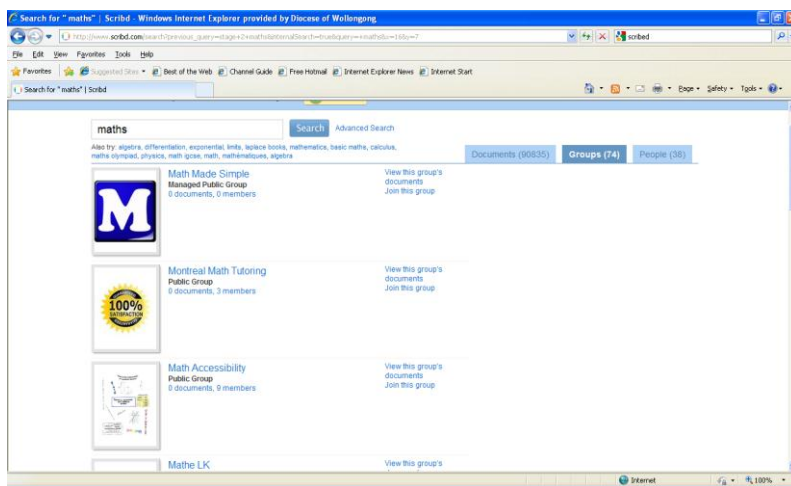 Search for " maths" | Scribd - Windows Internet Explorer provided by Diocese of Wollongong
scribed
File Edit View Favorites Tools Help
Favorites Suggested Sites Best of the Web Channel Guide Free Hotmail Internet Explorer News Internet Start
Search for " maths" | Scribd
Page Safety Tools
maths Search Advanced Search
Also try: algebra, differentiation, exponential, limits, laplace books, mathematics, basic maths, calculus,
maths olympiad, physics, math igcse, math, mathématiques, algebra
Documents (90635) Groups (74) People (38)
M
Math Made Simple
Managed Public Group
0 documents, 0 members
View this group's
documents
Join this group
100%
SATISFACTION
Montreal Math Tutoring
Public Group
0 documents, 3 members
View this group's
documents
Join this group
Math Accessibility
Public Group
0 documents, 9 members
View this group's
documents
Join this group
Mathe LK
View this group's
Internet 100%